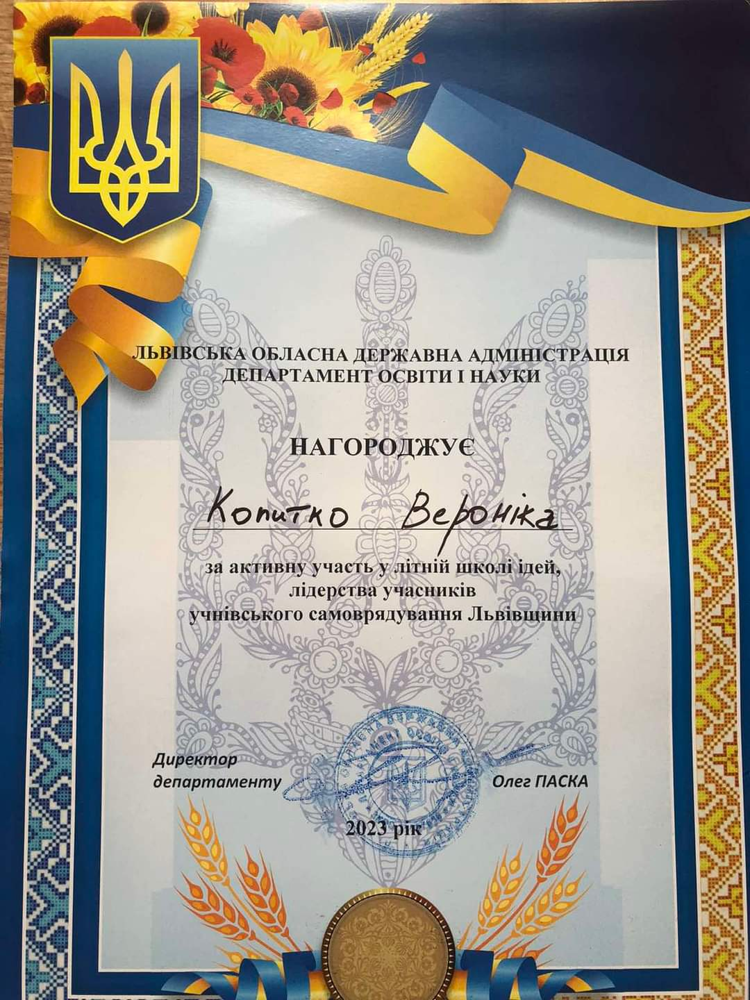 ЛЬВІВСЬКА ОБЛАСНА ДЕРЖАВНА АДМІНІСТРАЦІЯ
ДЕПАРТАМЕНТ ОСВІТИ І НАУКИ
НАГОРОДЖУЄ
Копитко Вероніка
за активну участь у літній школі ідей,
лідерства учасників
учнівського самоврядування Львівщини
Директор
департаменту
Олег ПАСКА
2023 рік